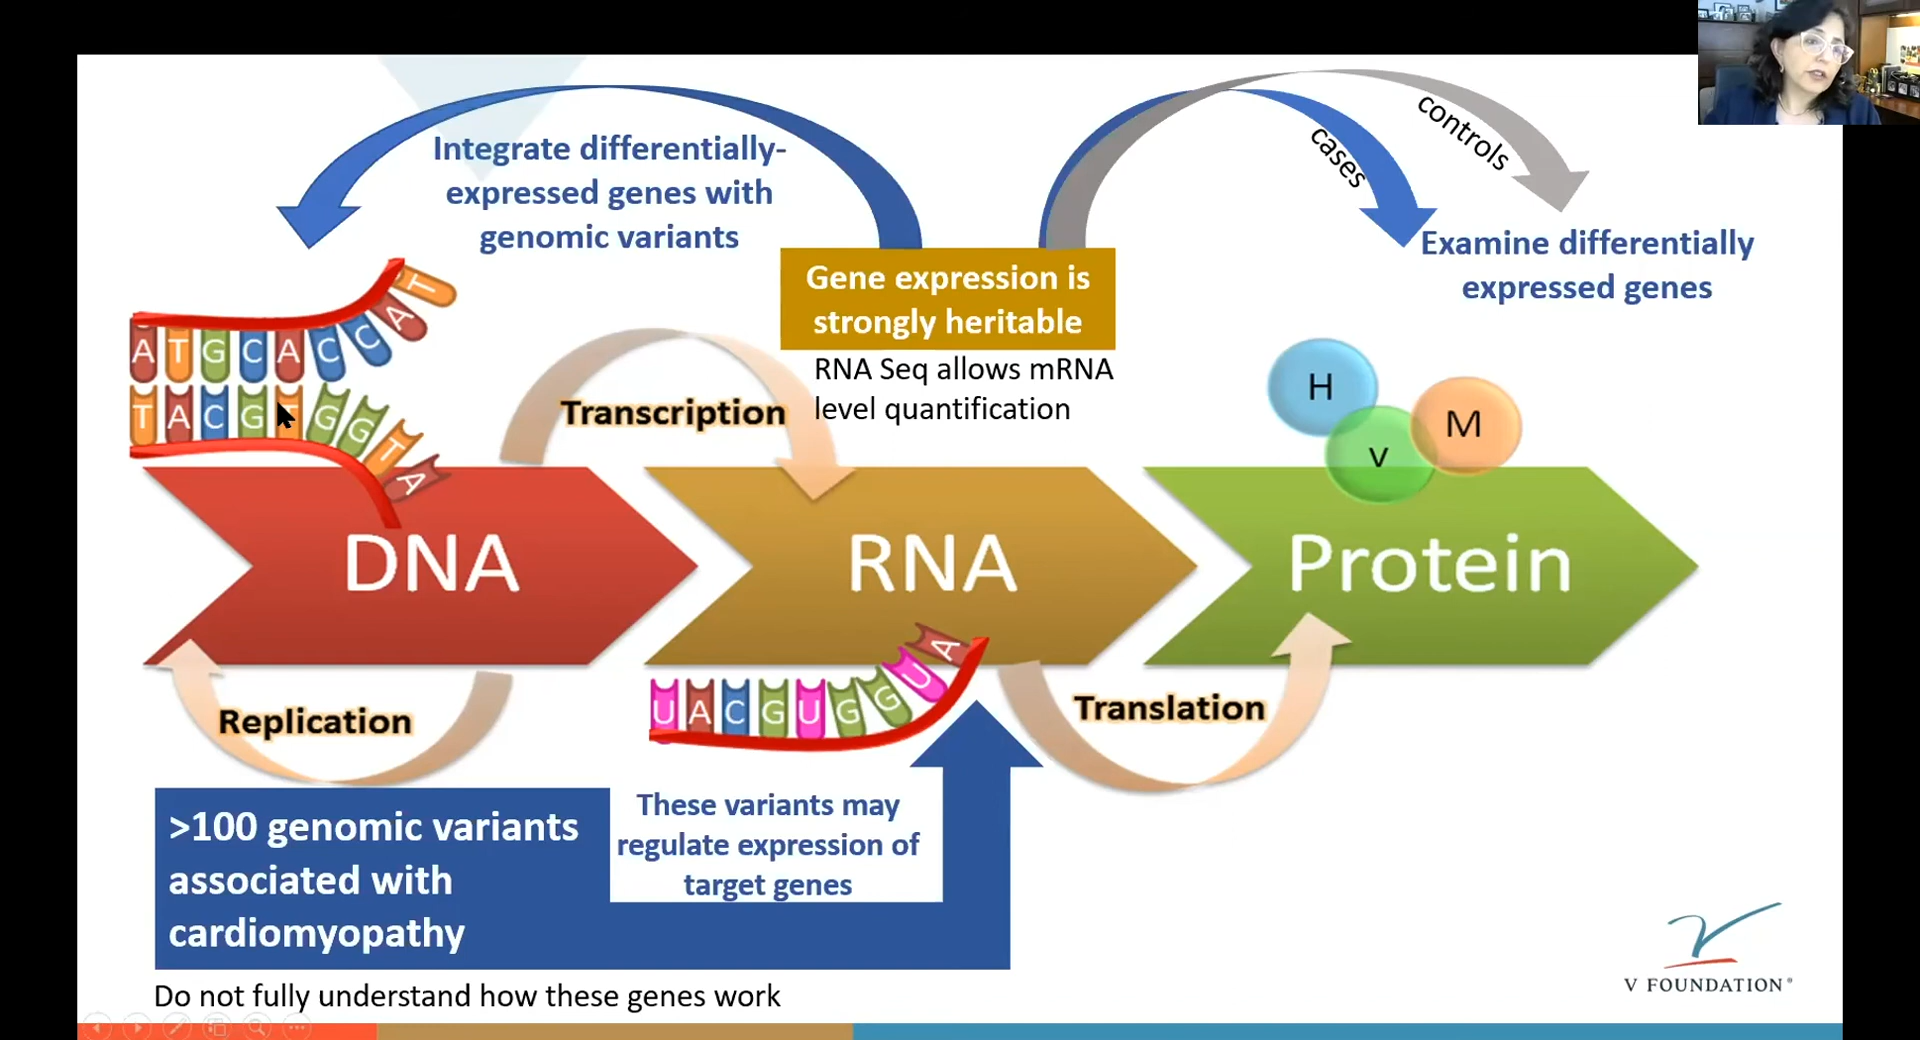 Integrate differentially-
expressed genes with
genomic variants
cases
controls
Examine differentially
expressed genes
Gene expression is
strongly heritable
RNA Seq allows mRNA
level quantification
A T G C A C C A T
T A C G T G G T A
Transcription
H
V
M
DNA
RNA
Protein
Replication
U A C G U G G U A
Translation
>100 genomic variants
associated with
cardiomyopathy
These variants may
regulate expression of
target genes
Do not fully understand how these genes work
V FOUNDATION®